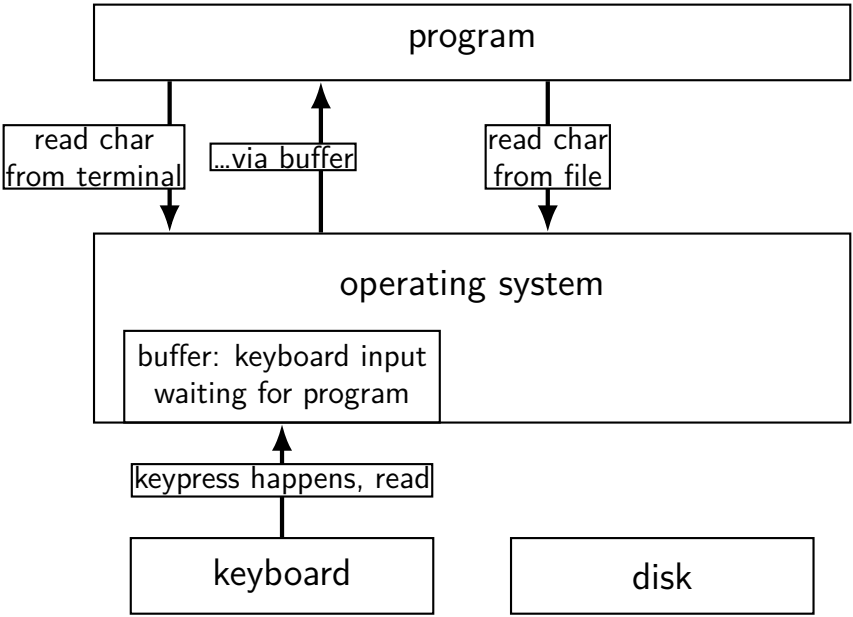 program
read char
from terminal
…via buffer
read char
from file
operating system
buffer: keyboard input
waiting for program
keypress happens, read
keyboard
disk